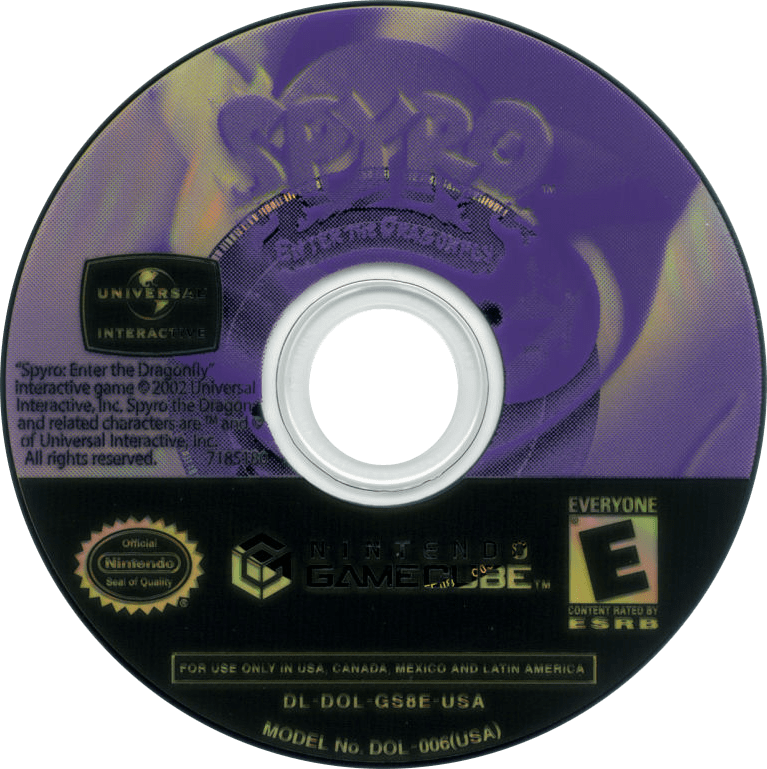 SPYRO™
ENTER THE DRAGONFLY
UNIVERSAL
INTERACTIVE
"Spyro: Enter the Dragonfly"
interactive game © 2002 Universal
Interactive, Inc. Spyro the Dragon
and related characters are ™ and ©
of Universal Interactive, Inc.
All rights reserved.
Official
Nintendo
Seal of Quality
®
NINTENDO
GAMECUBE™
EVERYONE
E
®
CONTENT RATED BY
ESRB
FOR USE ONLY IN USA, CANADA, MEXICO AND LATIN AMERICA
DL-DOL-GS8E-USA
MODEL No. DOL-006(USA)